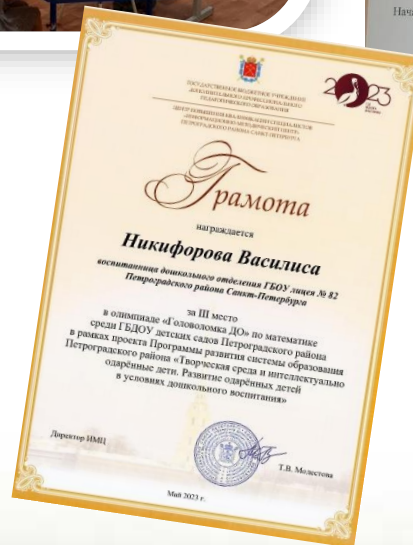 Нача
2023
ГОСУДАРСТВЕННОЕ БЮДЖЕТНОЕ УЧРЕЖДЕНИЕ
ДОПОЛНИТЕЛЬНОГО ПРОФЕССИОНАЛЬНОГО
ПЕДАГОГИЧЕСКОГО ОБРАЗОВАНИЯ
ЦЕНТР ПОВЫШЕНИЯ КВАЛИФИКАЦИИ СПЕЦИАЛИСТОВ
«ИНФОРМАЦИОННО-МЕТОДИЧЕСКИЙ ЦЕНТР»
ПЕТРОГРАДСКОГО РАЙОНА САНКТ-ПЕТЕРБУРГА
Грамота
награждается
Никифорова Василиса
воспитанница дошкольного отделения ГБОУ лицея № 82
Петроградского района Санкт-Петербурга
за III место
в олимпиаде «Головоломка ДО» по математике
среди ГБДОУ детских садов Петроградского района
в рамках проекта Программы развития системы образования
Петроградского района «Творческая среда и интеллектуально
одарённые дети. Развитие одарённых детей
в условиях дошкольного воспитания»
Директор ИМЦ
Т.В. Молостова
Май 2023 г.